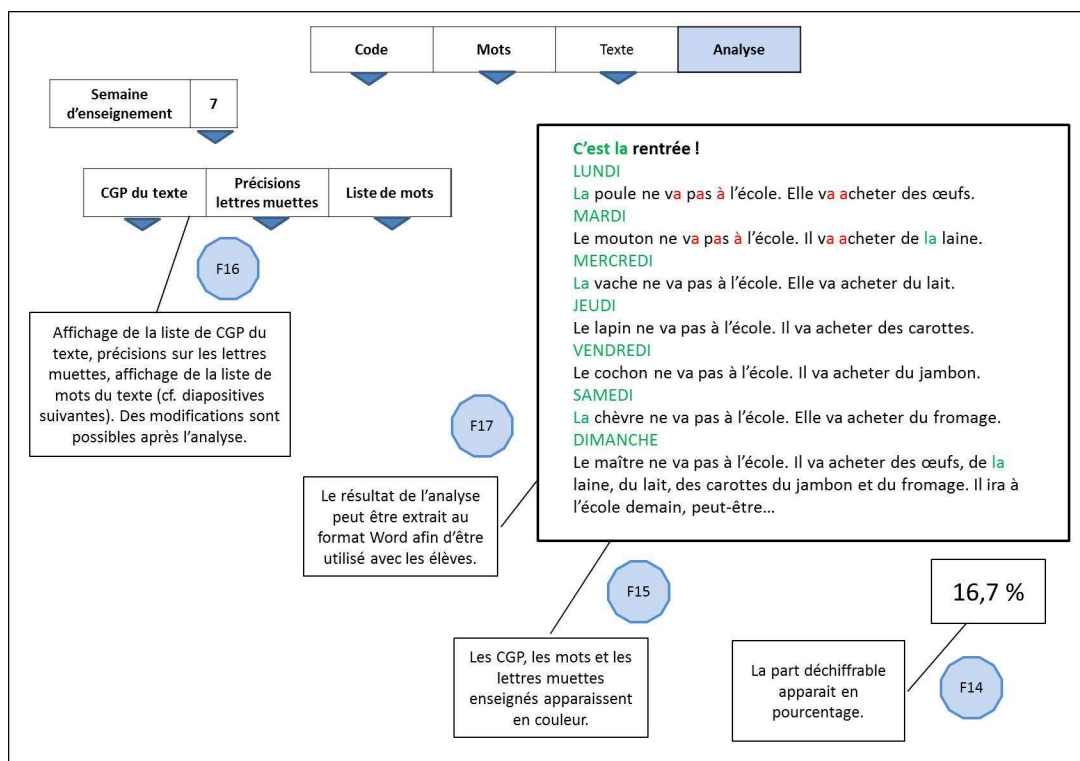 Code Mots Texte Analyse
Semaine
d'enseignement
7
CGP du texte
Précisions
lettres muettes
Liste de mots
F16
Affichage de la liste de CGP du
texte, précisions sur les lettres
muettes, affichage de la liste de
mots du texte (cf. diapositives
suivantes). Des modifications sont
possibles après l'analyse.
C'est la rentrée !
LUNDI
La poule ne va pas à l'école. Elle va acheter des œufs.
MARDI
Le mouton ne va pas à l'école. Il va acheter de la laine.
MERCREDI
La vache ne va pas à l'école. Elle va acheter du lait.
JEUDI
Le lapin ne va pas à l'école. Il va acheter des carottes.
VENDREDI
Le cochon ne va pas à l'école. Il va acheter du jambon.
SAMEDI
La chèvre ne va pas à l'école. Elle va acheter du fromage.
DIMANCHE
Le maître ne va pas à l'école. Il va acheter des œufs, de la
laine, du lait, des carottes du jambon et du fromage. Il ira à
l'école demain, peut-être...
F17
Le résultat de l'analyse
peut être extrait au
format Word afin d'être
utilisé avec les élèves.
F15
Les CGP, les mots et les
lettres muettes
enseignés apparaissent
en couleur.
16,7 %
La part déchiffrable
apparait en
pourcentage.
F14